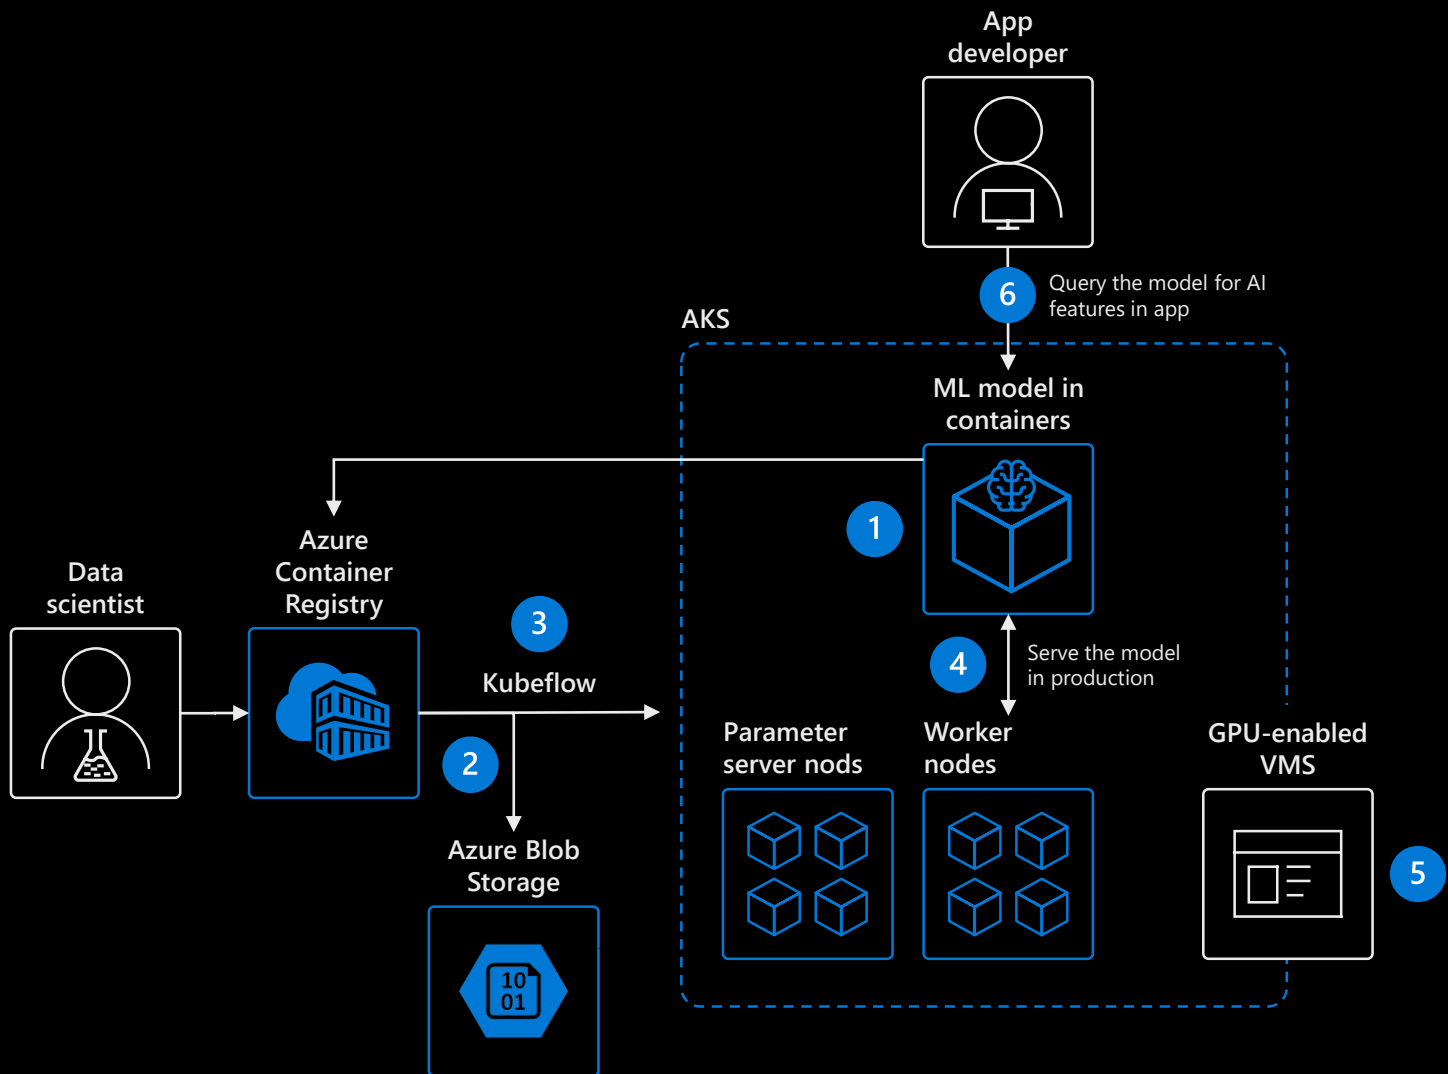 App
developer
6
Query the model for AI
features in app
AKS
ML model in
containers
1
Azure
Container
Registry
Data
scientist
3
Kubeflow
2
4
Serve the model
in production
Parameter
server nods
Worker
nodes
GPU-enabled
VMS
5
Azure Blob
Storage
10
01